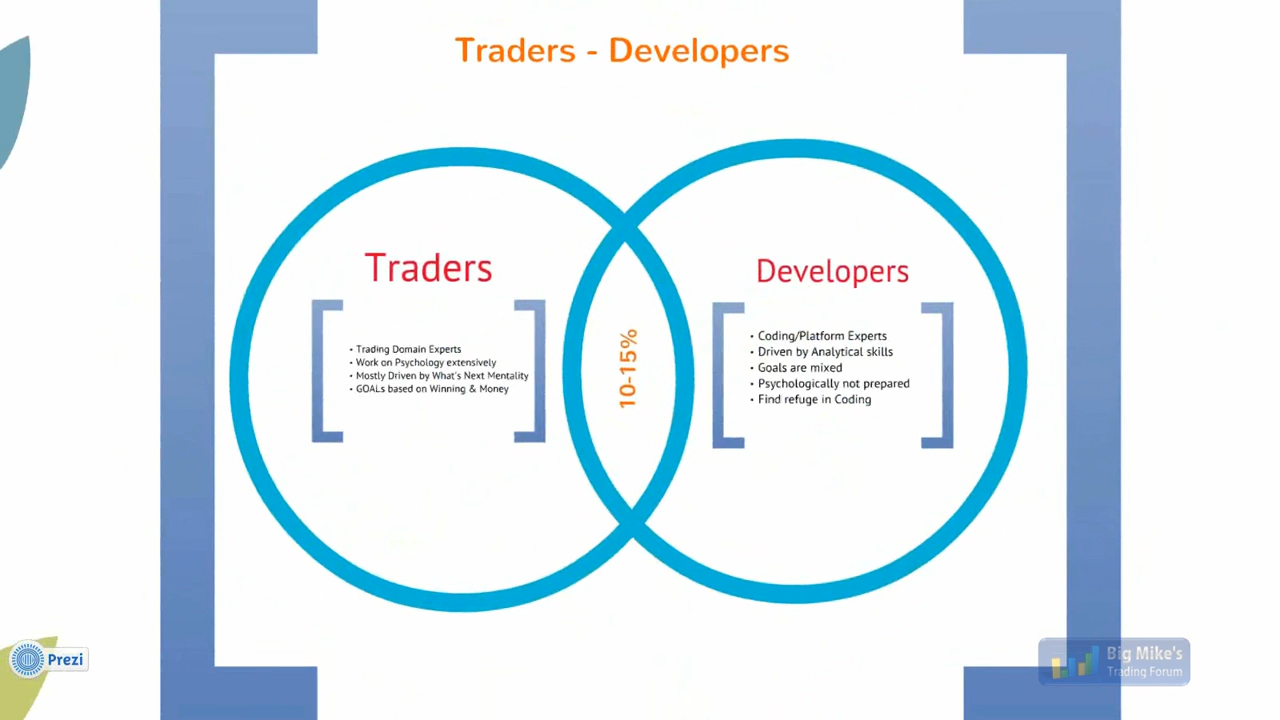 Traders - Developers
Traders
• Trading Domain Experts
• Work on Psychology extensively
• Mostly Driven by What's Next Mentality
• GOALs based on Winning & Money
10-15%
Developers
• Coding/Platform Experts
• Driven by Analytical skills
• Goals are mixed
• Psychologically not prepared
• Find refuge in Coding
Prezi
Big Mike's
Trading Forum